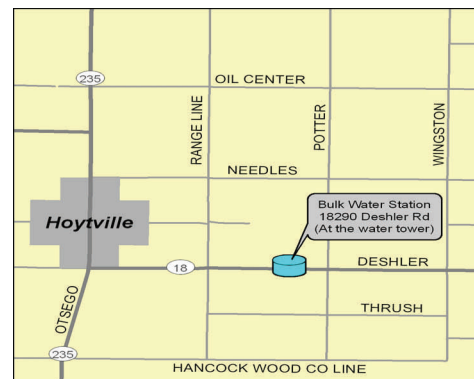 235
OIL CENTER
RANGE LINE
POTTER
WINGSTON
NEEDLES
Bulk Water Station
18290 Deshler Rd
(At the water tower)
Hoytville
18
DESHLER
OTSEGO
THRUSH
235
HANCOCK WOOD CO LINE